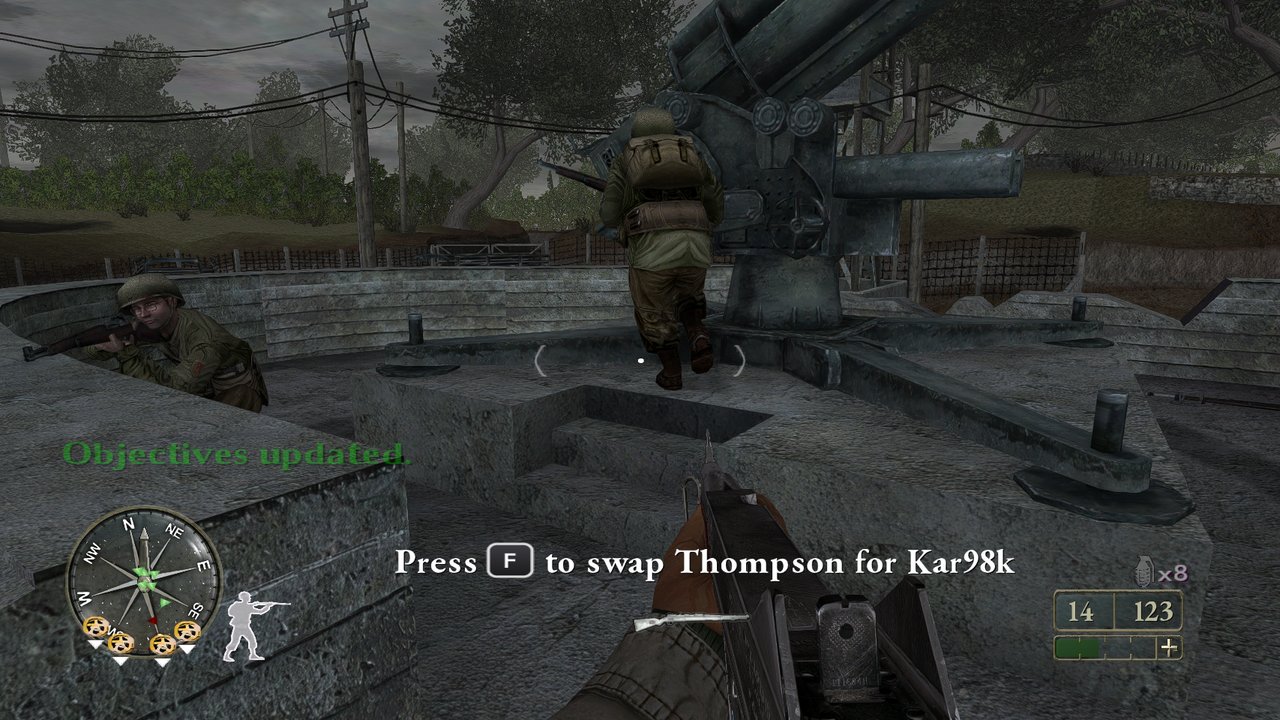 Objectives updated.
N
NE
NW
E
W
SE
Press F to swap Thompson for Kar98k
x8
14 123